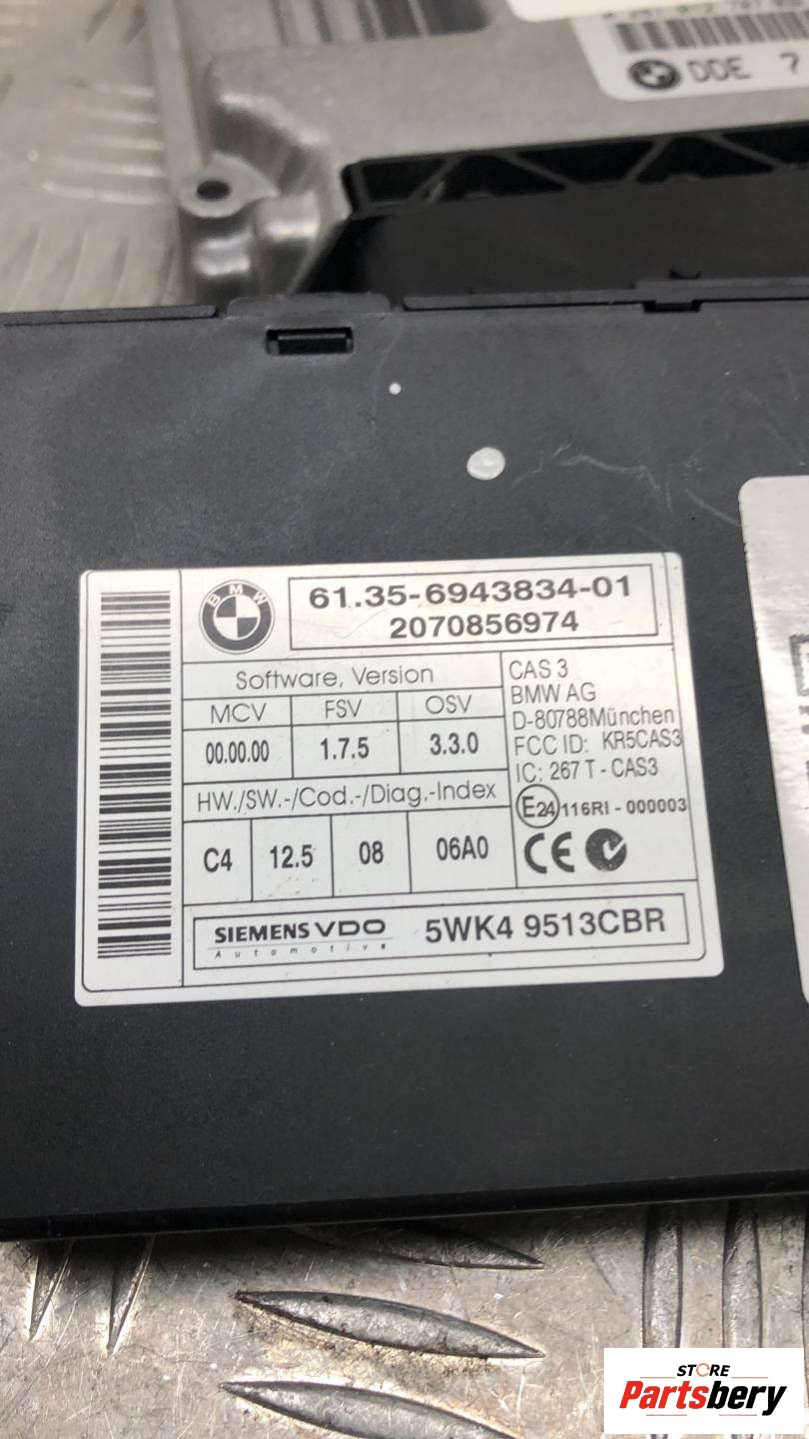 DDE 7
BMW
61.35-6943834-01
2070856974
Software, Version
MCV FSV OSV
00.00.00 1.7.5 3.3.0
HW./SW.-/Cod.-/Diag.-Index
C4 12.5 08 06A0
CAS 3
BMW AG
D-80788München
FCC ID: KR5CAS3
IC: 267 T - CAS3
E24 116RI - 000003
CE
SIEMENS VDO
Automotive
5WK4 9513CBR
STORE
Partsbery